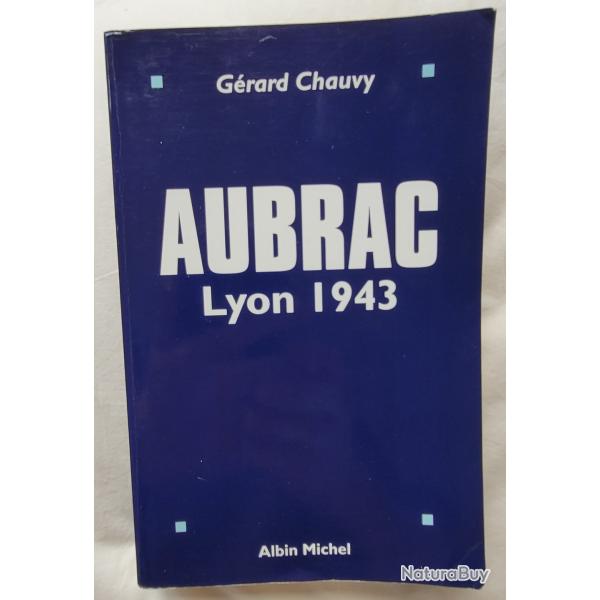 Gérard Chauvy
AUBRAC
Lyon 1943
Albin Michel
NaturaBuy